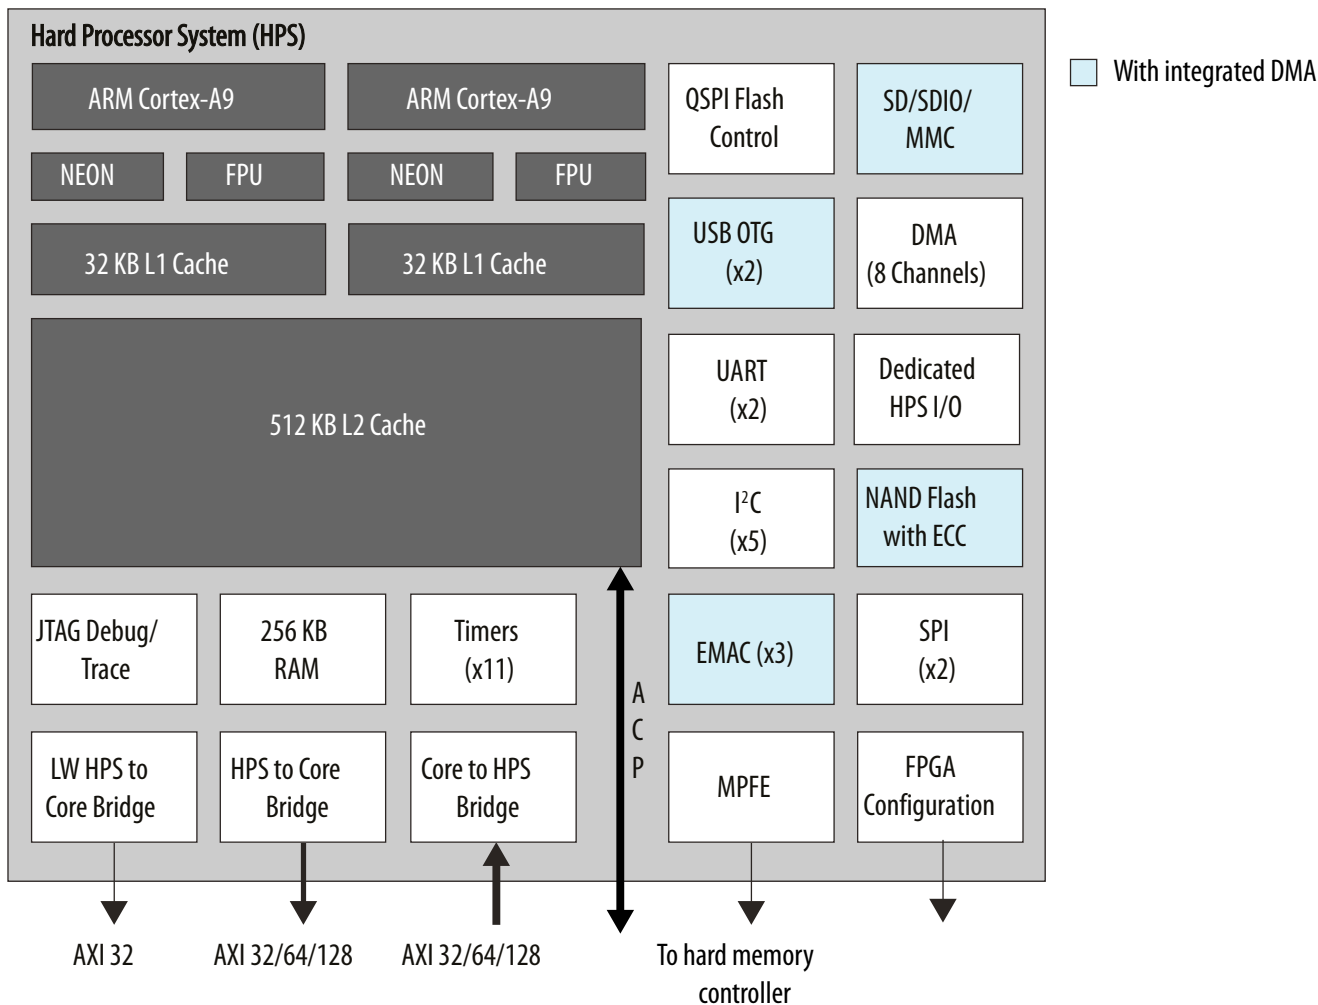 Hard Processor System (HPS)
With integrated DMA
ARM Cortex-A9
ARM Cortex-A9
NEON
FPU
NEON
FPU
32 KB L1 Cache
32 KB L1 Cache
512 KB L2 Cache
QSPI Flash
Control
SD/SDIO/
MMC
USB OTG
(x2)
DMA
(8 Channels)
UART
(x2)
Dedicated
HPS I/O
I²C
(x5)
NAND Flash
with ECC
JTAG Debug/
Trace
256 KB
RAM
Timers
(x11)
A
C
P
EMAC (x3)
SPI
(x2)
LW HPS to
Core Bridge
HPS to Core
Bridge
Core to HPS
Bridge
MPFE
FPGA
Configuration
AXI 32
AXI 32/64/128
AXI 32/64/128
To hard memory
controller